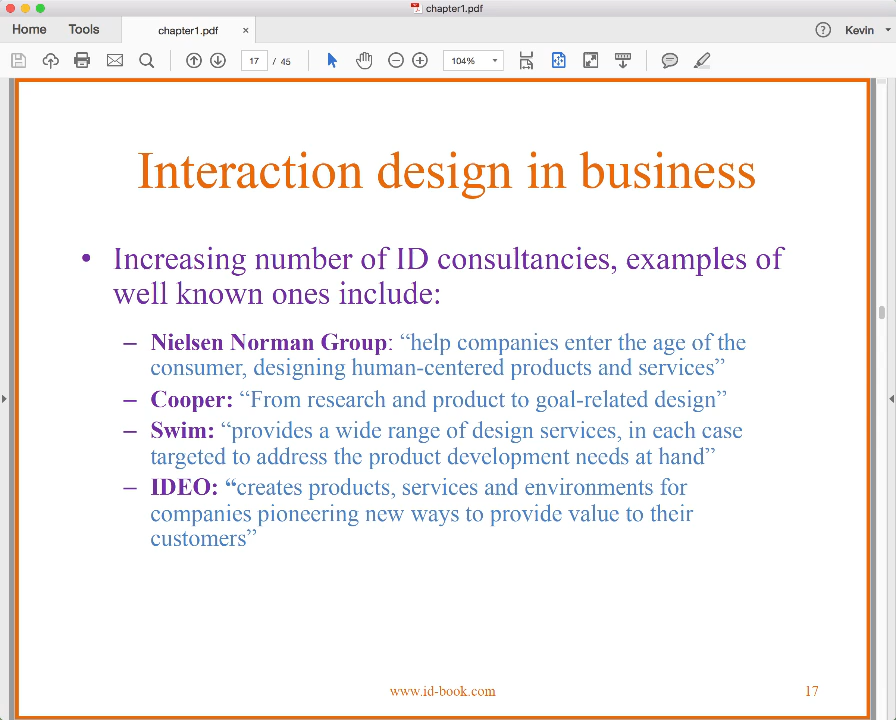 chapter1.pdf
Home Tools chapter1.pdf × ? Kevin
17 / 45 104%
Interaction design in business
• Increasing number of ID consultancies, examples of
well known ones include:
– Nielsen Norman Group: “help companies enter the age of the
consumer, designing human-centered products and services”
– Cooper: “From research and product to goal-related design”
– Swim: “provides a wide range of design services, in each case
targeted to address the product development needs at hand”
– IDEO: “creates products, services and environments for
companies pioneering new ways to provide value to their
customers”
www.id-book.com 17